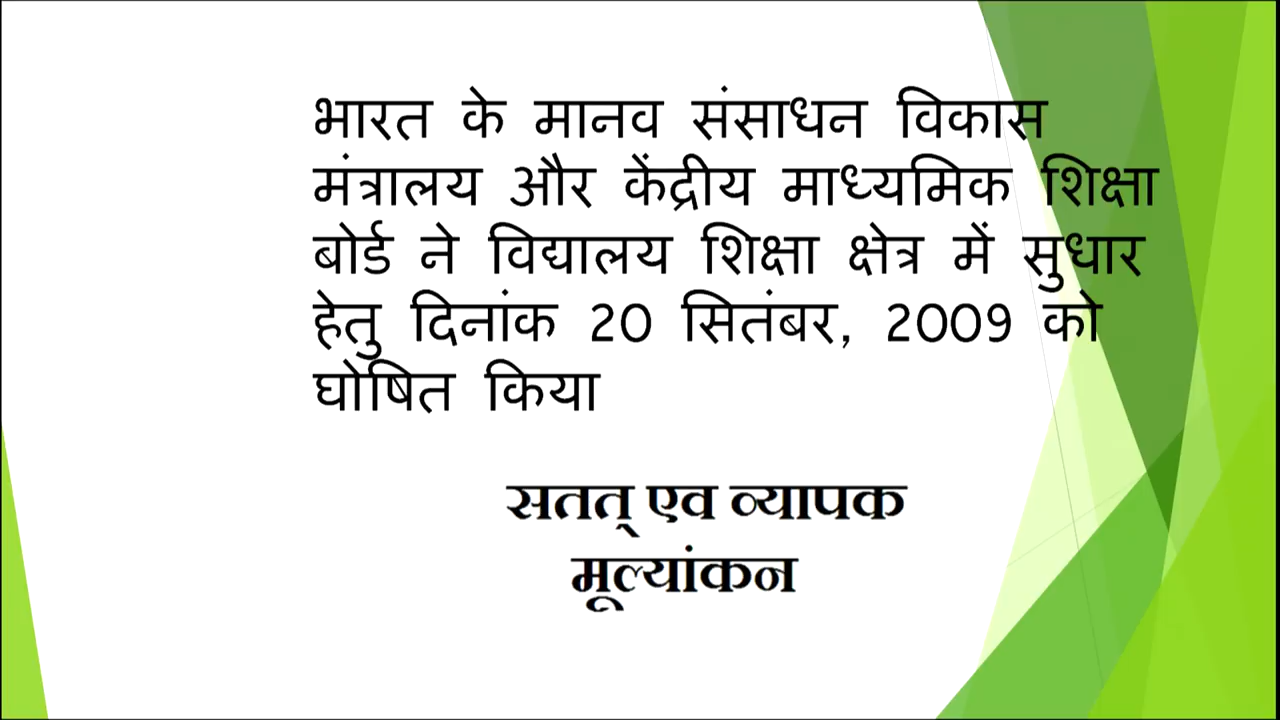 भारत के मानव संसाधन विकास
मंत्रालय और केंद्रीय माध्यमिक शिक्षा
बोर्ड ने विद्यालय शिक्षा क्षेत्र में सुधार
हेतु दिनांक 20 सितंबर, 2009 को
घोषित किया
सतत् एव व्यापक
मूल्यांकन